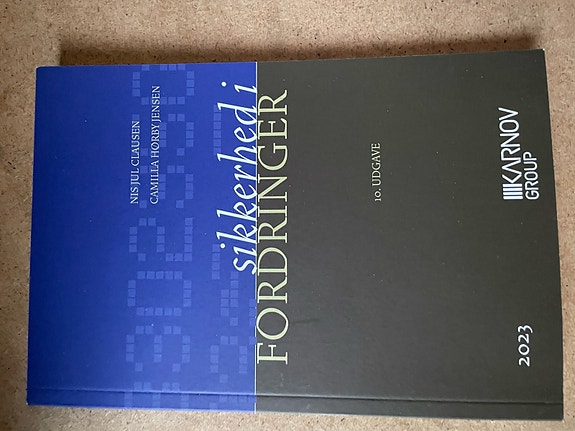 NIS JUL CLAUSEN
CAMILLA HØRBY JENSEN
sikkerhed i
FORDRINGER
10. UDGAVE
KARNOV
GROUP
2023